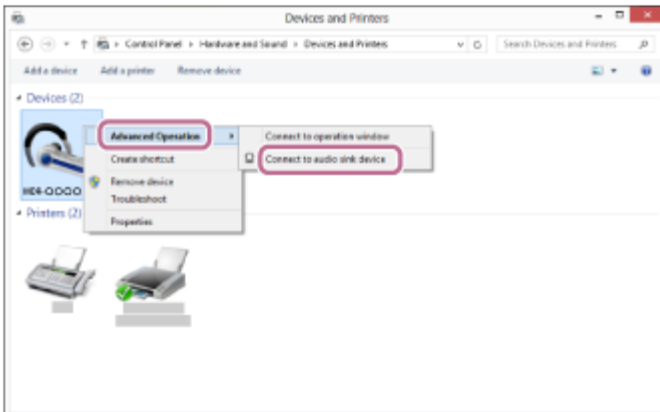 Devices and Printers
Control Panel ▸ Hardware and Sound ▸ Devices and Printers
Search Devices and Printers
Add a device Add a printer Remove device
Devices (2)
Advanced Operation
Connect to operation window
Create shortcut
Connect to audio sink device
Remove device
Troubleshoot
Properties
Printers (2)